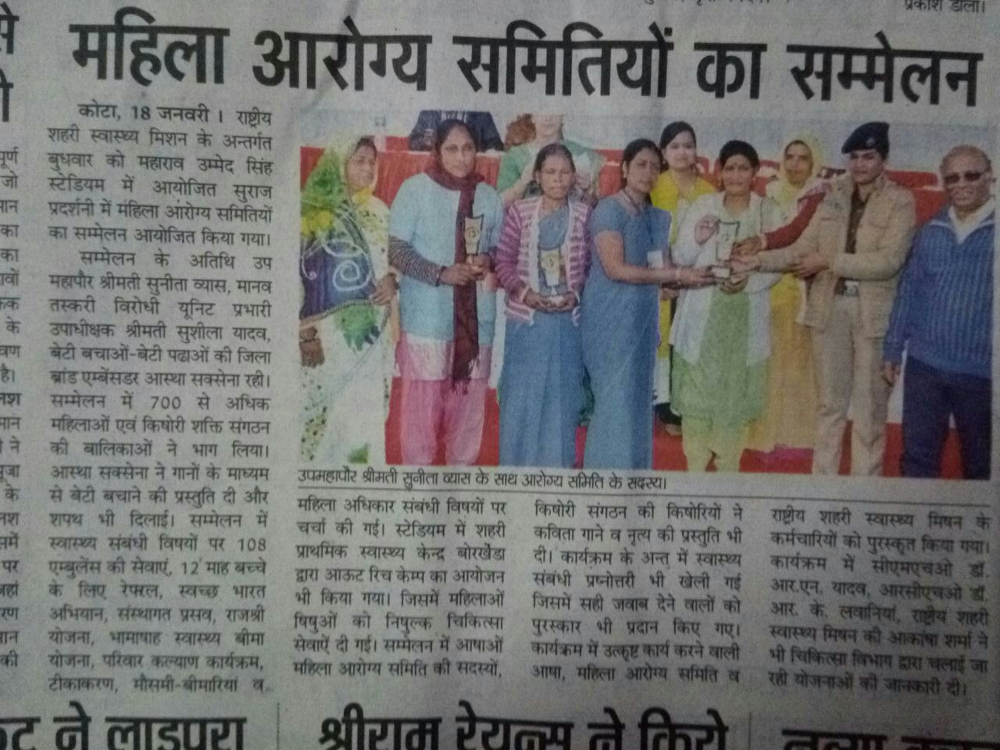 प्रकाश डाला।
महिला आरोग्य समितियों का सम्मेलन
कोटा, 18 जनवरी। राष्ट्रीय
शहरी स्वास्थ्य मिशन के अन्तर्गत
बुधवार को महाराव उम्मेद सिंह
स्टेडियम में आयोजित सुराज
प्रदर्शनी में महिला आरोग्य समितियों
का सम्मेलन आयोजित किया गया।
सम्मेलन के अतिथि उप
महापौर श्रीमती सुनीता व्यास, मानव
तस्करी विरोधी यूनिट प्रभारी
उपाधीक्षक श्रीमती सुशीला यादव,
बेटी बचाओं-बेटी पढाओं की जिला
ब्रांड एम्बेंसडर आस्था सक्सेना रही।
सम्मेलन में 700 से अधिक
महिलाओं एवं किषोरी शक्ति संगठन
की बालिकाओं ने भाग लिया।
आस्था सक्सेना ने गानों के माध्यम
से बेटी बचाने की प्रस्तुति दी और
शपथ भी दिलाई। सम्मेलन में
स्वास्थ्य संबंधी विषयों पर 108
एम्बुलेंस की सेवाएं, 12 माह बच्चे
के लिए रेफरल, स्वच्छ भारत
अभियान, संस्थागत प्रसव, राजश्री
योजना, भामाषाह स्वास्थ्य बीमा
योजना, परिवार कल्याण कार्यक्रम,
टीकाकरण, मौसमी-बीमारियां व
उपमहापौर श्रीमती सुनीता व्यास के साथ आरोग्य समिति के सदस्य।
महिला अधिकार संबंधी विषयों पर
चर्चा की गई। स्टेडियम में शहरी
प्राथमिक स्वास्थ्य केन्द्र बोरखेडा
द्वारा आऊट रिच केम्प का आयोजन
भी किया गया। जिसमें महिलाओं
षिषुओं को निषुल्क चिकित्सा
सेवाऐं दी गई। सम्मेलन में आषाओं
महिला आरोग्य समिति की सदस्यों,
किषोरी संगठन की किषोरियों ने
कविता गाने व नृत्य की प्रस्तुति भी
दी। कार्यक्रम के अन्त में स्वास्थ्य
संबंधी प्रष्नोत्तरी भी खेली गई
जिसमें सही जवाब देने वालों को
पुरस्कार भी प्रदान किए गए।
कार्यक्रम में उत्कृष्ट कार्य करने वाली
आषा, महिला आरोग्य समिति व
राष्ट्रीय शहरी स्वास्थ्य मिषन के
कर्मचारियों को पुरस्कृत किया गया।
कार्यक्रम में सीएमएचओ डॉ.
आर.एन. यादव, आरसीएचओ डॉ.
आर. के. लवानियां, राष्ट्रीय शहरी
स्वास्थ्य मिषन की आकाषा शर्मा ने
भी चिकित्सा विभाग द्वारा चलाई जा
रही योजनाओं की जानकारी दी।
ने लाडपुरा
श्रीराम रेयन्स ने किये